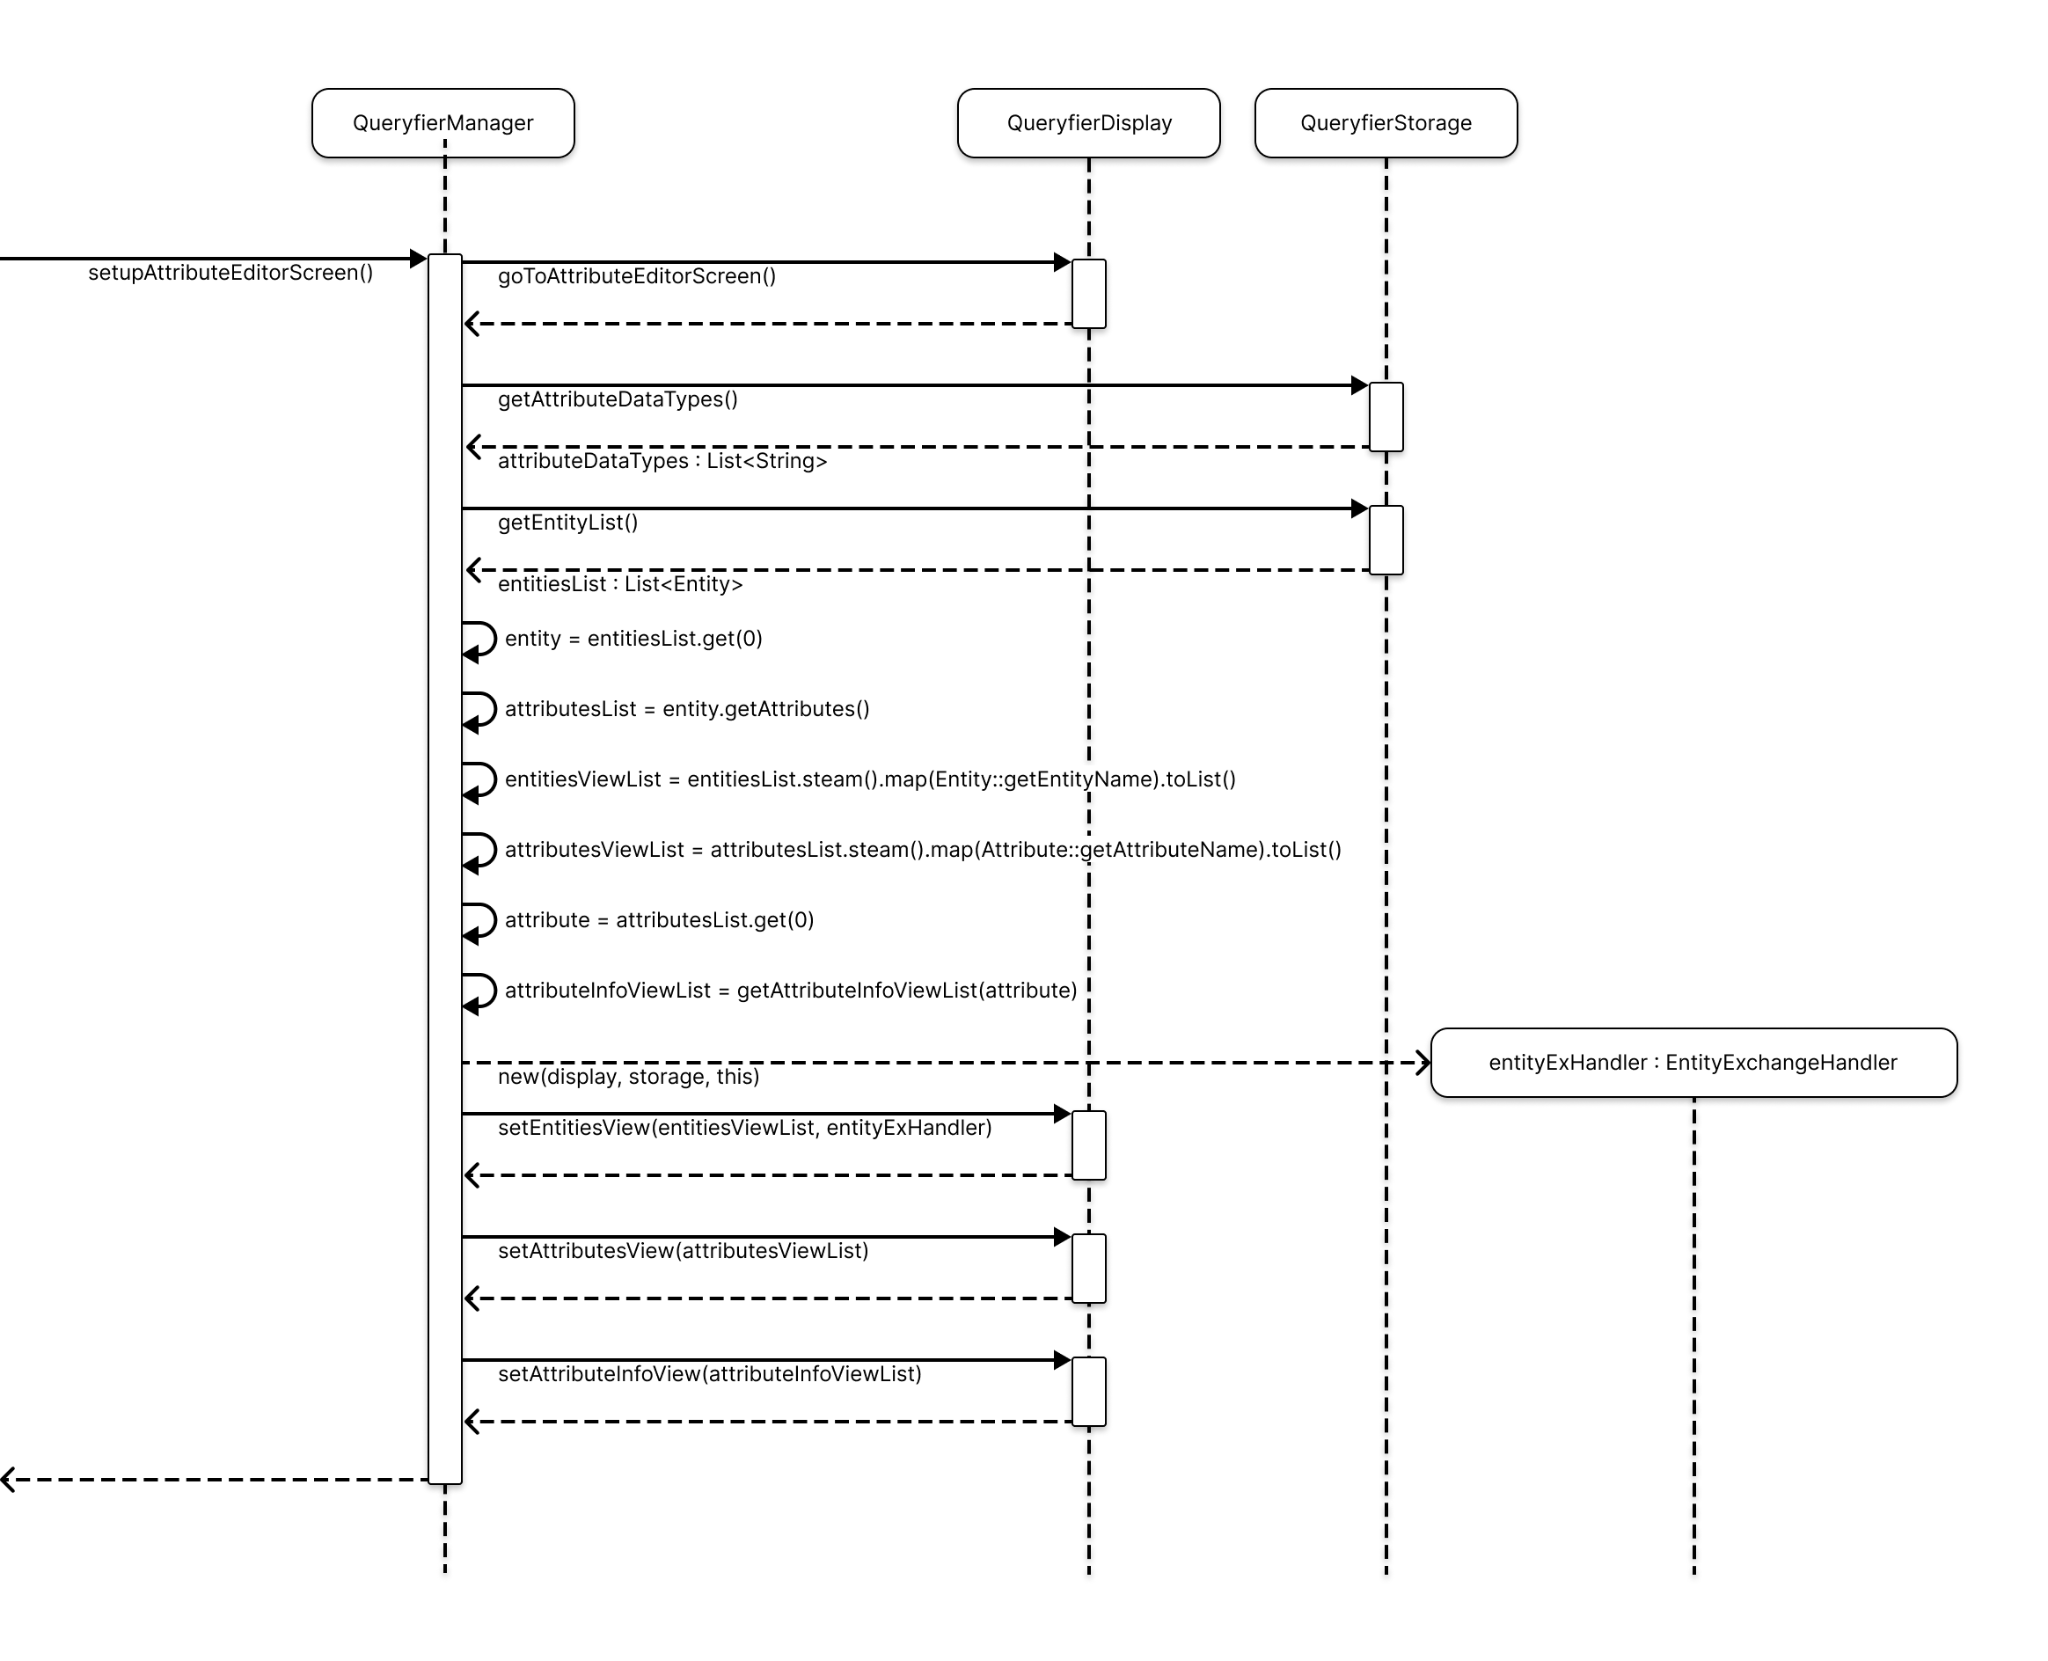 QueryfierManager
QueryfierDisplay
QueryfierStorage
setupAttributeEditorScreen()
goToAttributeEditorScreen()
getAttributeDataTypes()
attributeDataTypes : List<String>
getEntityList()
entitiesList : List<Entity>
entity = entitiesList.get(0)
attributesList = entity.getAttributes()
entitiesViewList = entitiesList.steam().map(Entity::getEntityName).toList()
attributesViewList = attributesList.steam().map(Attribute::getAttributeName).toList()
attribute = attributesList.get(0)
attributeInfoViewList = getAttributeInfoViewList(attribute)
entityExHandler : EntityExchangeHandler
new(display, storage, this)
setEntitiesView(entitiesViewList, entityExHandler)
setAttributesView(attributesViewList)
setAttributeInfoView(attributeInfoViewList)